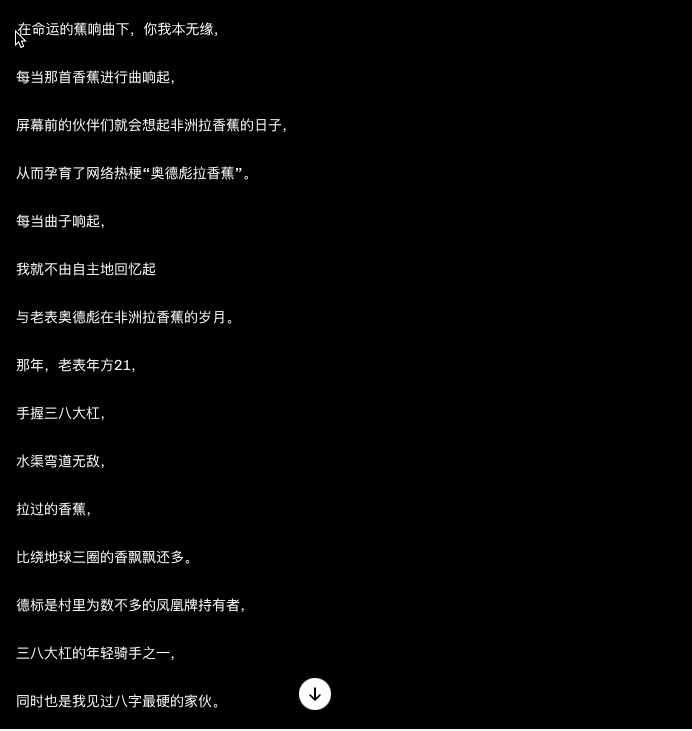 在命运的蕉响曲下，你我本无缘，
每当那首香蕉进行曲响起，
屏幕前的伙伴们就会想起非洲拉香蕉的日子，
从而孕育了网络热梗“奥德彪拉香蕉”。
每当曲子响起，
我就不由自主地回忆起
与老表奥德彪在非洲拉香蕉的岁月。
那年，老表年方21，
手握三八大杠，
水渠弯道无敌，
拉过的香蕉，
比绕地球三圈的香飘飘还多。
德标是村里为数不多的凤凰牌持有者，
三八大杠的年轻骑手之一，
同时也是我见过八字最硬的家伙。